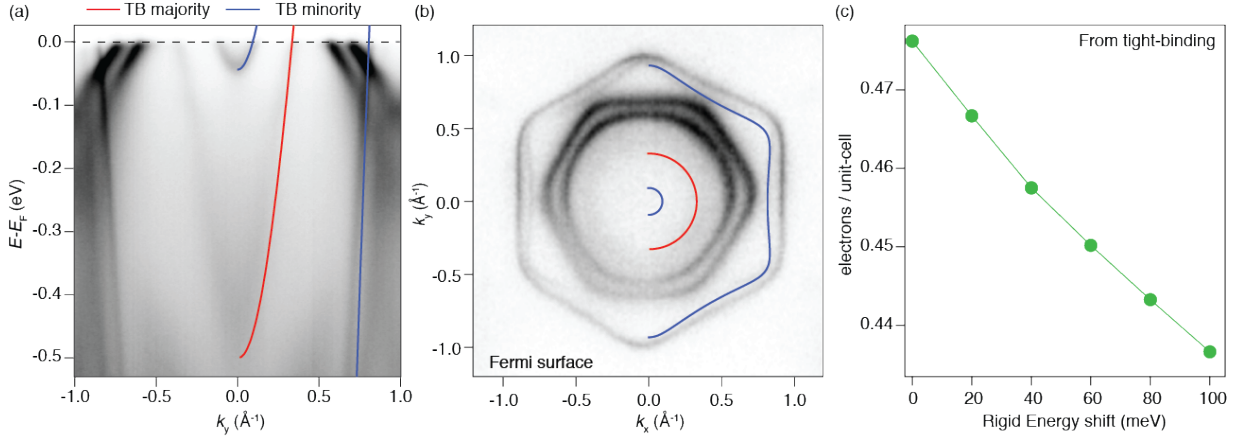 (a)
TB majority
TB minority
0.0
-0.1
-0.2
-0.3
-0.4
-0.5
E-EF (eV)
-1.0
-0.5
0.0
0.5
1.0
ky (Å-1)
(b)
1.0
0.5
0.0
-0.5
-1.0
ky (Å-1)
Fermi surface
-1.0
-0.5
0.0
0.5
1.0
kx (Å-1)
(c)
From tight-binding
0.47
0.46
0.45
0.44
electrons / unit-cell
0
20
40
60
80
100
Rigid Energy shift (meV)